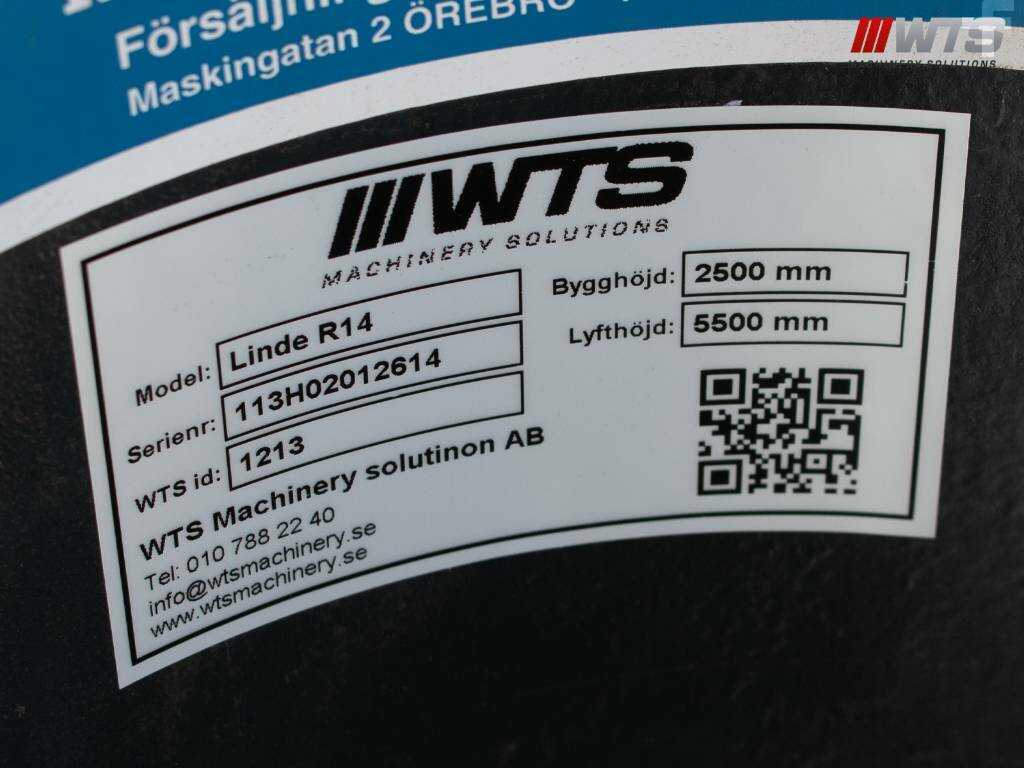 Försäljning
Maskingatan 2 ÖREBRO
WTS
MACHINERY SOLUTIONS
WTS
MACHINERY SOLUTIONS
Model: Linde R14
Serienr: 113H02012614
WTS id: 1213
Bygghöjd: 2500 mm
Lyfthöjd: 5500 mm
WTS Machinery solutinon AB
Tel: 010 788 22 40
info@wtsmachinery.se
www.wtsmachinery.se